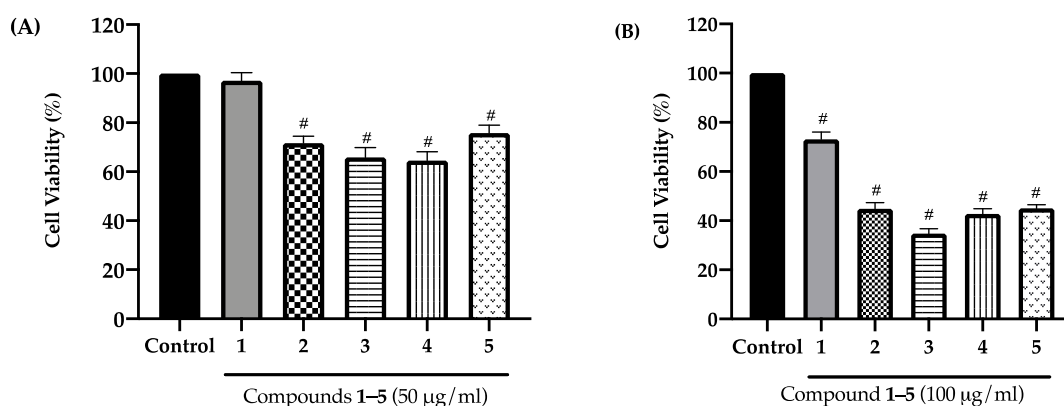 (A)
120
100
80
60
40
20
0
Cell Viability (%)
# # # #
Control 1 2 3 4 5
Compounds 1–5 (50 µg/ml)
(B)
120
100
80
60
40
20
0
Cell Viability (%)
# # # # #
Control 1 2 3 4 5
Compound 1–5 (100 µg/ml)